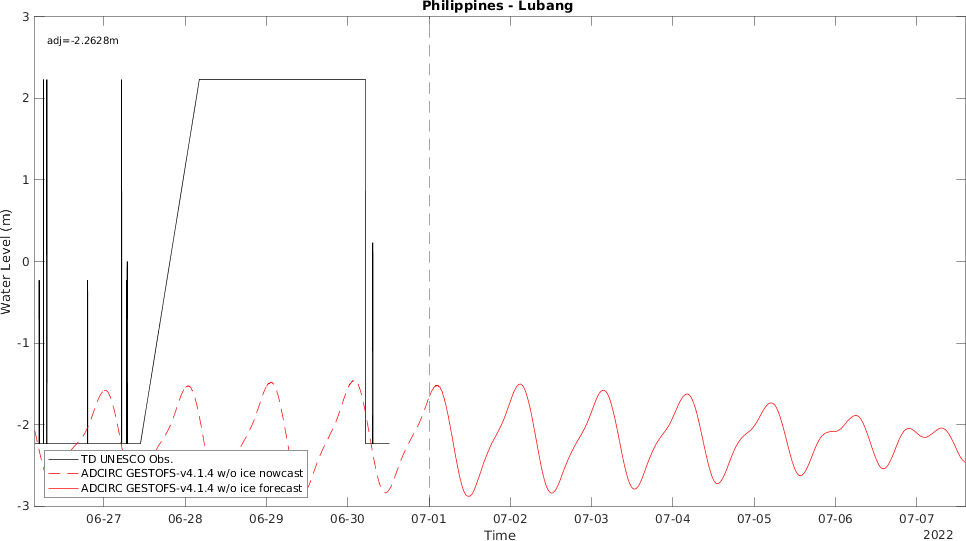 Philippines - Lubang
adj=-2.2628m
Water Level (m)
3
2
1
0
-1
-2
-3
TD UNESCO Obs.
ADCIRC GESTOFS-v4.1.4 w/o ice nowcast
ADCIRC GESTOFS-v4.1.4 w/o ice forecast
06-27 06-28 06-29 06-30 07-01 07-02 07-03 07-04 07-05 07-06 07-07
Time
2022